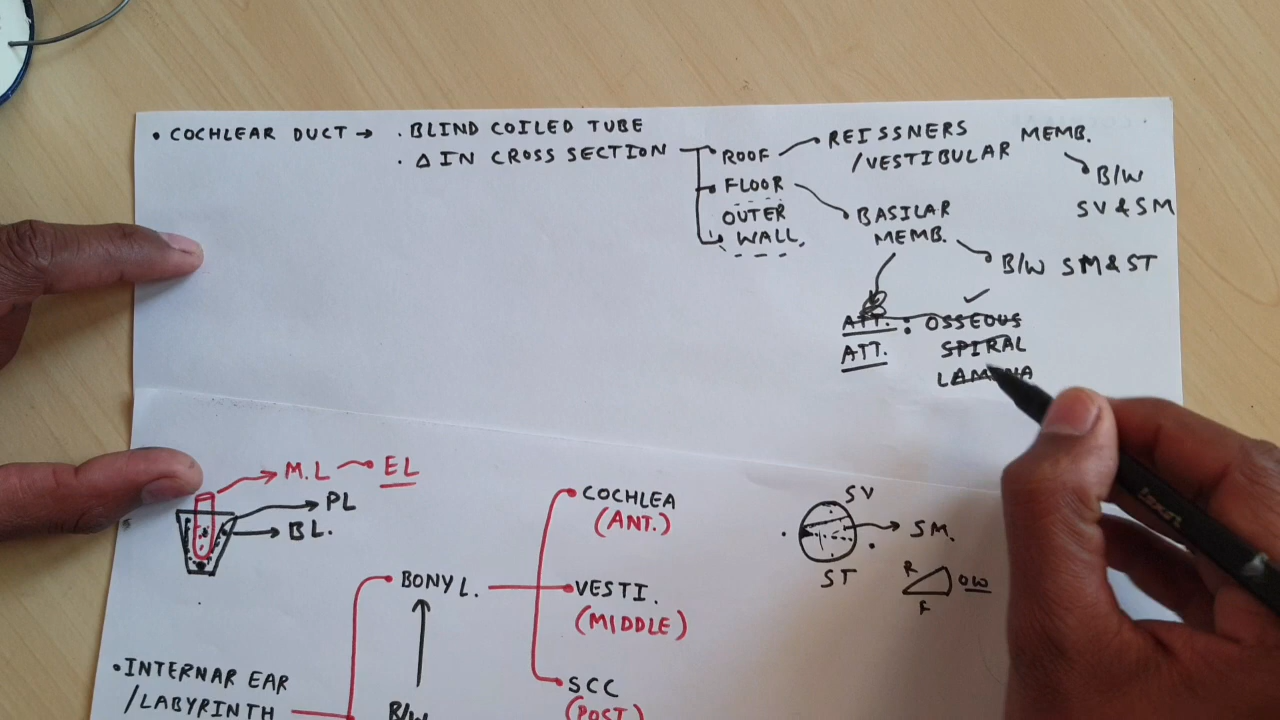 • COCHLEAR DUCT → . BLIND COILED TUBE
. Δ IN CROSS SECTION
ROOF
REISSNERS MEMB.
/VESTIBULAR
B/W
SV & SM
FLOOR
BASILAR
MEMB.
B/W SM & ST
OUTER
WALL,
ATT. : OSSEOUS
ATT. SPIRAL
LAMINA
M.L EL
PL
BL.
COCHLEA
(ANT.)
BONY L. VESTI.
(MIDDLE)
SCC
(POST.)
SV
SM.
ST
R
OW
F
• INTERNAR EAR
/LABYRINTH
B/W